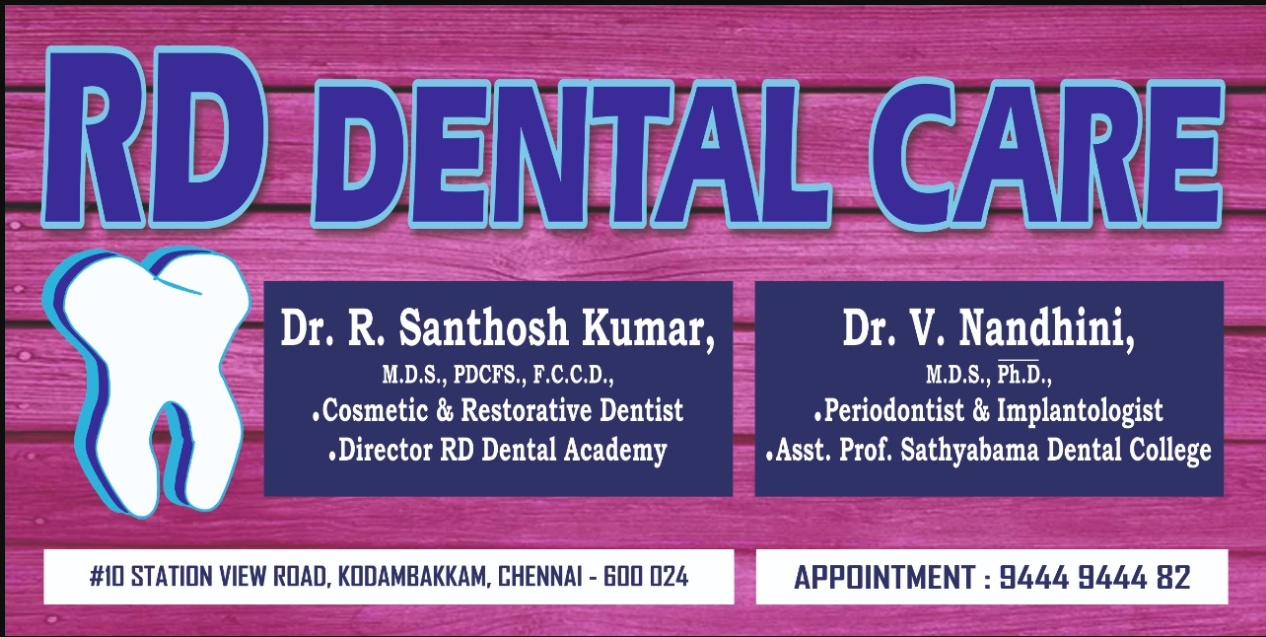 RD DENTAL CARE
Dr. R. Santhosh Kumar,
M.D.S., PDCFS., F.C.C.D.,
.Cosmetic & Restorative Dentist
.Director RD Dental Academy
Dr. V. Nandhini,
M.D.S., Ph.D.,
.Periodontist & Implantologist
.Asst. Prof. Sathyabama Dental College
#10 STATION VIEW ROAD, KODAMBAKKAM, CHENNAI - 600 024
APPOINTMENT : 9444 9444 82